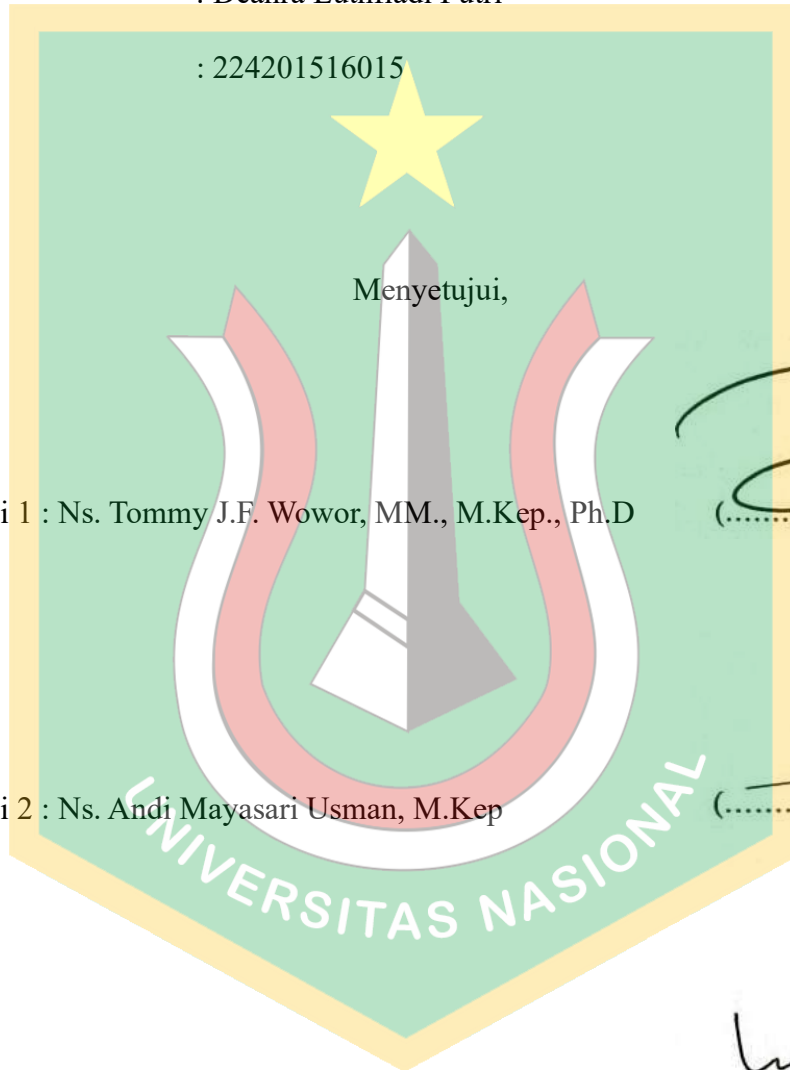 : 224201516015
Menyetujui,
i 1 : Ns. Tommy J.F. Wowor, MM., M.Kep., Ph.D (........
i 2 : Ns. Andi Mayasari Usman, M.Kep (........
UNIVERSITAS NASIONAL